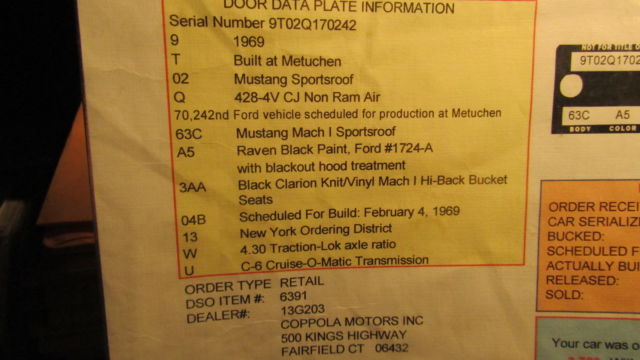 DOOR DATA PLATE INFORMATION
Serial Number 9T02Q170242
9 1969
T Built at Metuchen
02 Mustang Sportsroof
Q 428-4V CJ Non Ram Air
70,242nd Ford vehicle scheduled for production at Metuchen
63C Mustang Mach I Sportsroof
A5 Raven Black Paint, Ford #1724-A
with blackout hood treatment
3AA Black Clarion Knit/Vinyl Mach I Hi-Back Bucket
Seats
04B Scheduled For Build: February 4, 1969
13 New York Ordering District
W 4.30 Traction-Lok axle ratio
U C-6 Cruise-O-Matic Transmission
ORDER TYPE RETAIL
DSO ITEM #: 6391
DEALER#: 13G203
COPPOLA MOTORS INC
500 KINGS HIGHWAY
FAIRFIELD CT 06432
NOT FOR TITLE O
9T02Q1702
63C A5
BODY COLOR
ORDER RECEI
CAR SERIALIZ
BUCKED:
SCHEDULED F
ACTUALLY BUI
RELEASED:
SOLD:
Your car was o